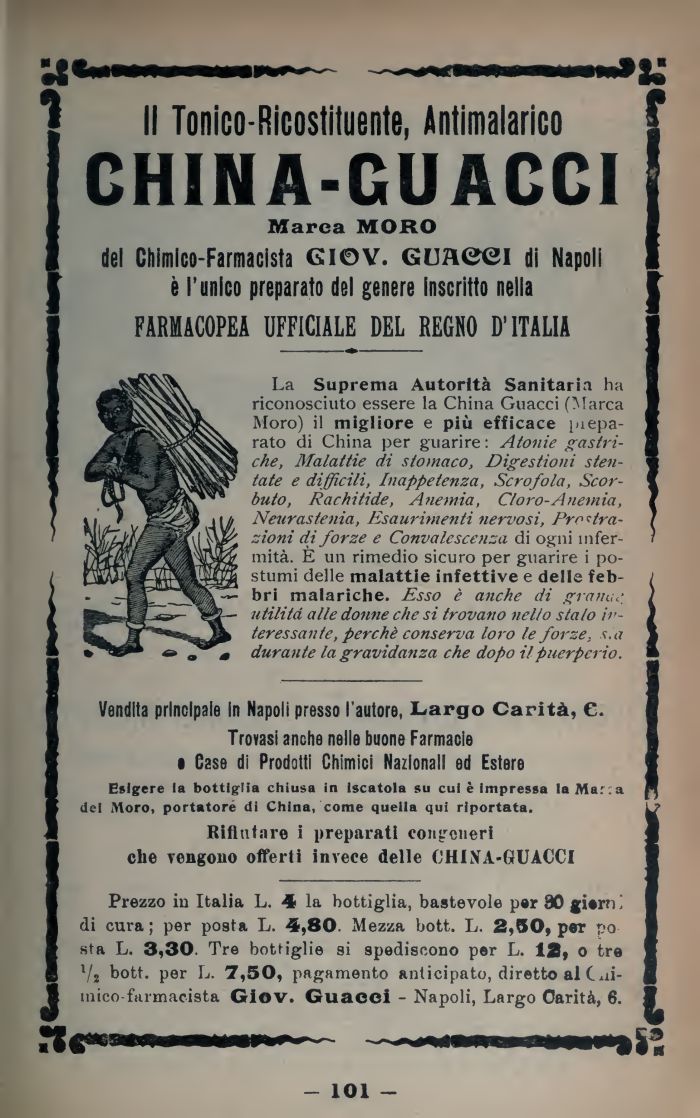 Il Tonico-Ricostituente, Antimalarico
CHINA-GUACCI
Marca MORO
del Chimico-Farmacista GIOV. GUACCI di Napoli
è l'unico preparato del genere inscritto nella
FARMACOPEA UFFICIALE DEL REGNO D'ITALIA
La Suprema Autorità Sanitaria ha
riconosciuto essere la China Guacci (Marca
Moro) il migliore e più efficace prepa-
rato di China per guarire: Atonie gastri-
che, Malattie di stomaco, Digestioni sten-
tate e difficili, Inappetenza, Scrofola, Scor-
buto, Rachitide, Anemia, Cloro-Anemia,
Neurastenia, Esaurimenti nervosi, Prostra-
zioni di forze e Convalescenza di ogni infer-
mità. È un rimedio sicuro per guarire i po-
stumi delle malattie infettive e delle feb-
bri malariche. Esso è anche di grande
utilitá alle donne che si trovano nello stato in-
teressante, perchè conserva loro le forze, sia
durante la gravidanza che dopo il puerperio.
Vendita principale in Napoli presso l'autore, Largo Carità, 6.
Trovasi anche nelle buone Farmacie
e Case di Prodotti Chimici Nazionali ed Estere
Esigere la bottiglia chiusa in iscatola su cui è impressa la Marca
del Moro, portatore di China, come quella qui riportata.
Rifiutare i preparati congeneri
che vengono offerti invece delle CHINA-GUACCI
Prezzo in Italia L. 4 la bottiglia, bastevole per 30 giorni
di cura; per posta L. 4,80. Mezza bott. L. 2,50, per po-
sta L. 3,30. Tre bottiglie si spediscono per L. 12, o tre
1/2 bott. per L. 7,50, pagamento anticipato, diretto al Chi-
mico-farmacista Giov. Guacci - Napoli, Largo Carità, 6.
– 101 –